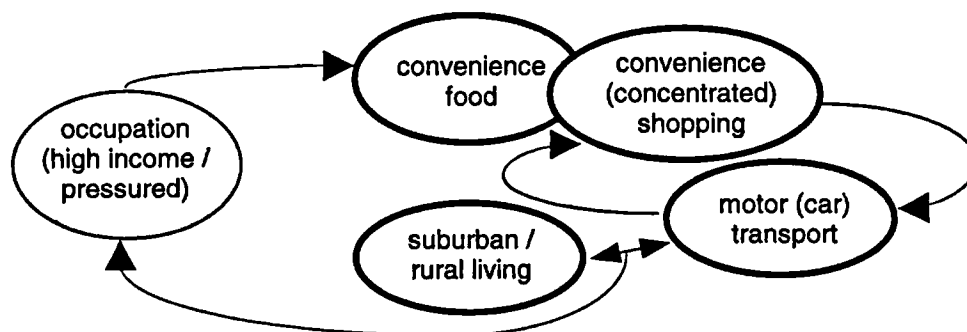 convenience
food
convenience
(concentrated)
shopping
occupation
(high income /
pressured)
motor (car)
transport
suburban /
rural living